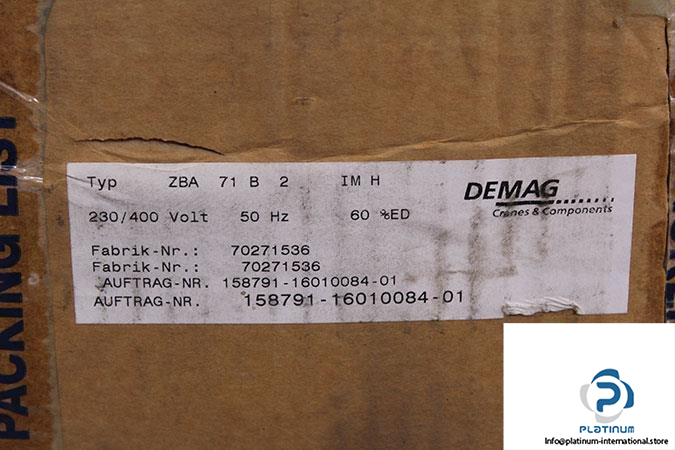 PACKING LIST
Typ ZBA 71 B 2 IM H
DEMAG
Cranes & Components
230/400 Volt 50 Hz 60 %ED
Fabrik-Nr.: 70271536
Fabrik-Nr.: 70271536
AUFTRAG-NR. 158791-16010084-01
AUFTRAG-NR. 158791-16010084-01
PLATINUM
Info@platinum-international.store